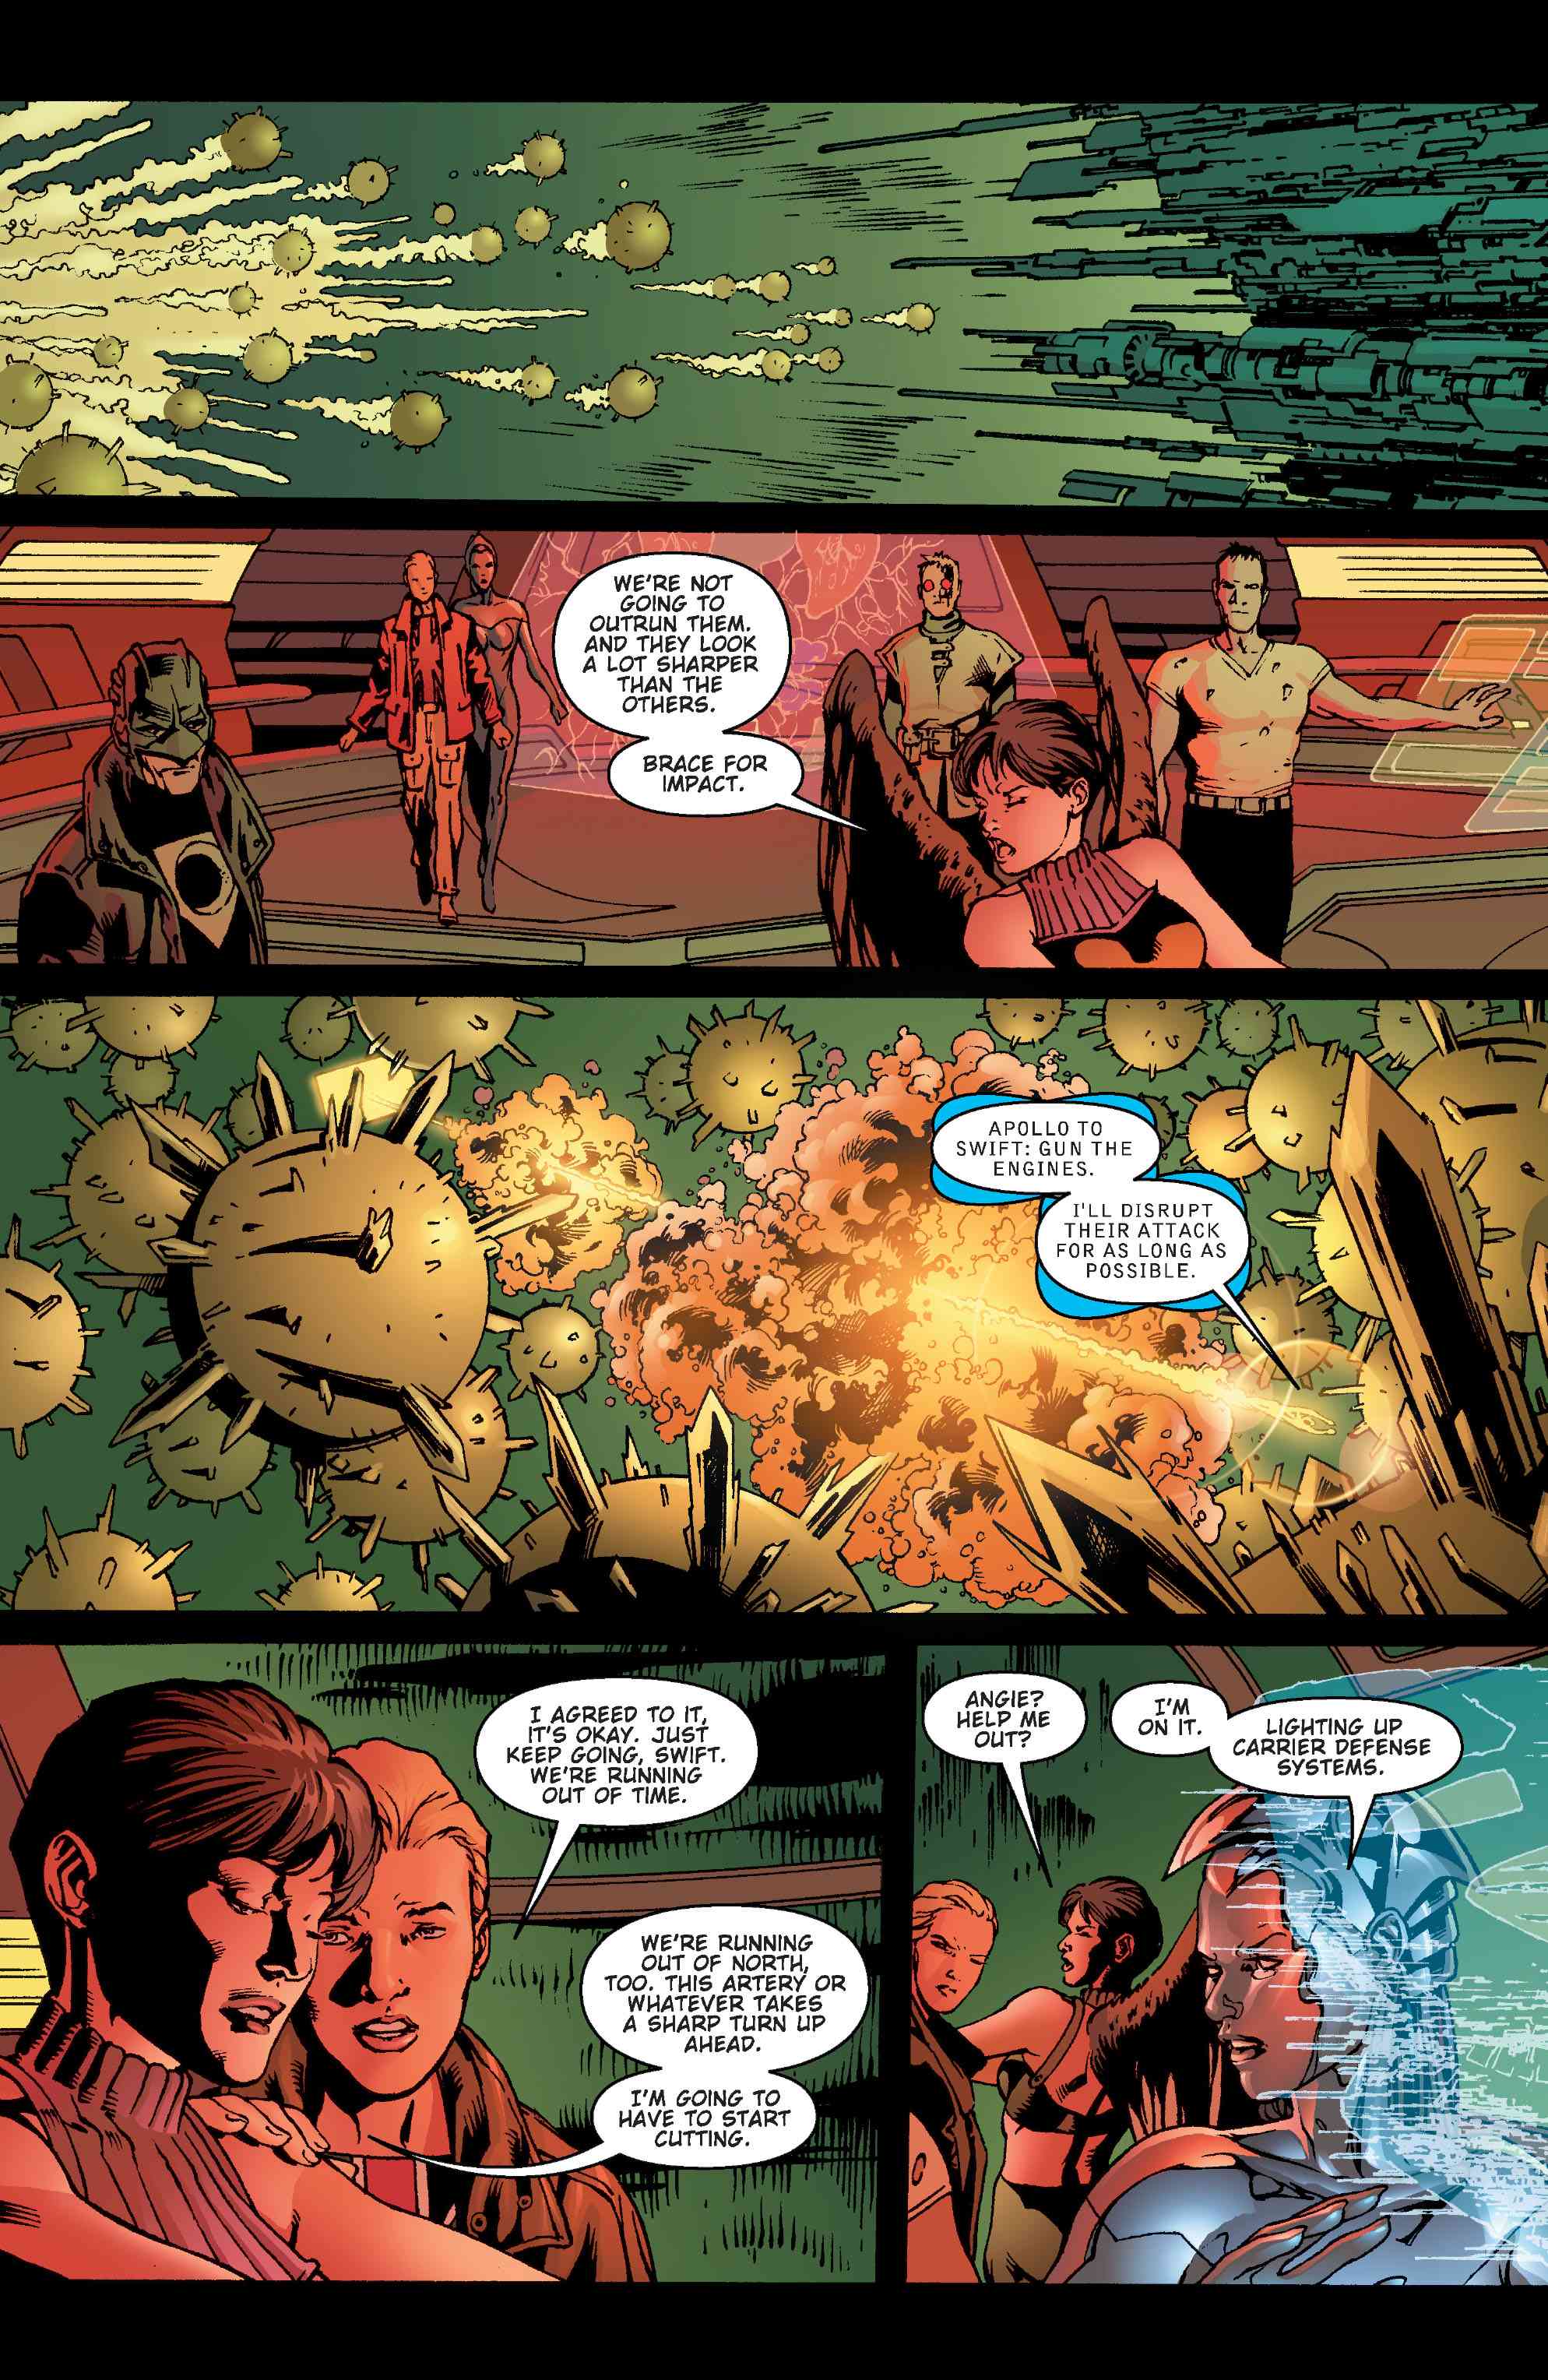 WE'RE NOT
GOING TO
OUTRUN THEM.
AND THEY LOOK
A LOT SHARPER
THAN THE
OTHERS.
BRACE FOR
IMPACT.
APOLLO TO
SWIFT: GUN THE
ENGINES.
I'LL DISRUPT
THEIR ATTACK
FOR AS LONG AS
POSSIBLE.
I AGREED TO IT,
IT'S OKAY. JUST
KEEP GOING, SWIFT.
WE'RE RUNNING
OUT OF TIME.
WE'RE RUNNING
OUT OF NORTH,
TOO. THIS ARTERY OR
WHATEVER TAKES
A SHARP TURN UP
AHEAD.
I'M GOING TO
HAVE TO START
CUTTING.
ANGIE?
HELP ME
OUT?
I'M
ON IT.
LIGHTING UP
CARRIER DEFENSE
SYSTEMS.